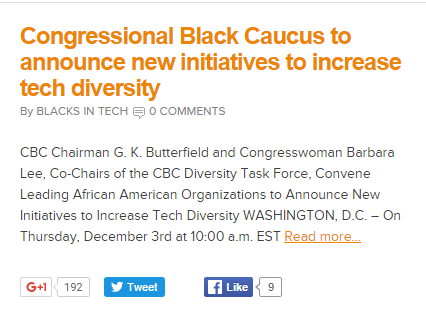 Congressional Black Caucus to
announce new initiatives to increase
tech diversity
By BLACKS IN TECH 0 COMMENTS
CBC Chairman G. K. Butterfield and Congresswoman Barbara
Lee, Co-Chairs of the CBC Diversity Task Force, Convene
Leading African American Organizations to Announce New
Initiatives to Increase Tech Diversity WASHINGTON, D.C. – On
Thursday, December 3rd at 10:00 a.m. EST Read more...
G+1 192 Tweet f Like 9